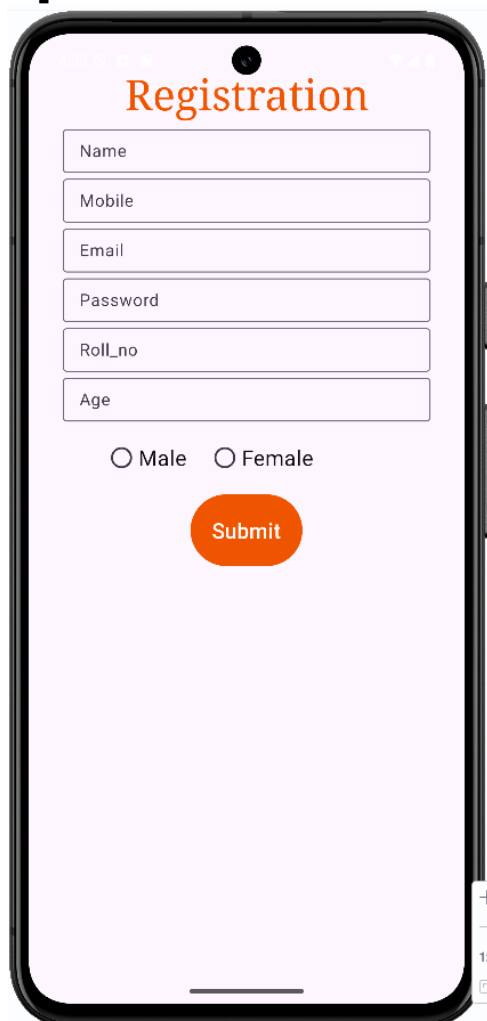 Registration
Name
Mobile
Email
Password
Roll_no
Age
Male Female
Submit